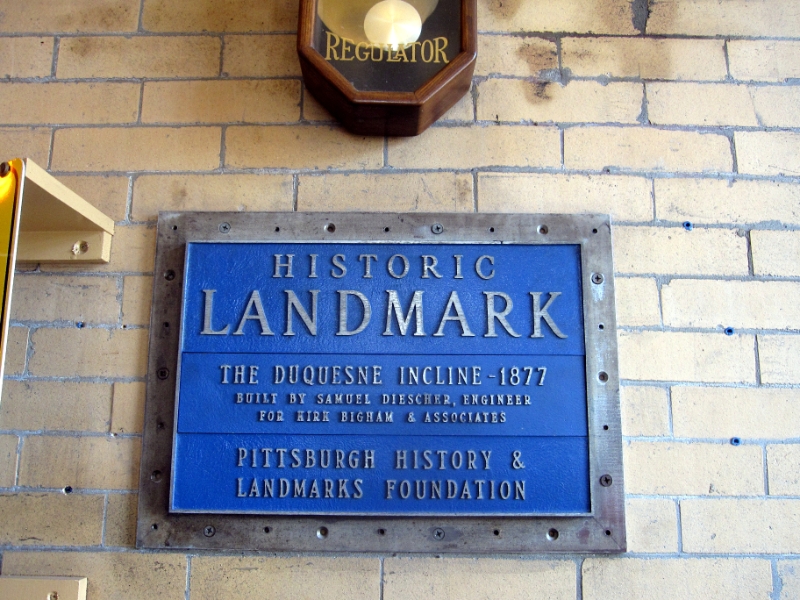 REGULATOR
HISTORIC
LANDMARK
THE DUQUESNE INCLINE - 1877
BUILT BY SAMUEL DIESCHER, ENGINEER
FOR KIRK BIGHAM & ASSOCIATES
PITTSBURGH HISTORY &
LANDMARKS FOUNDATION